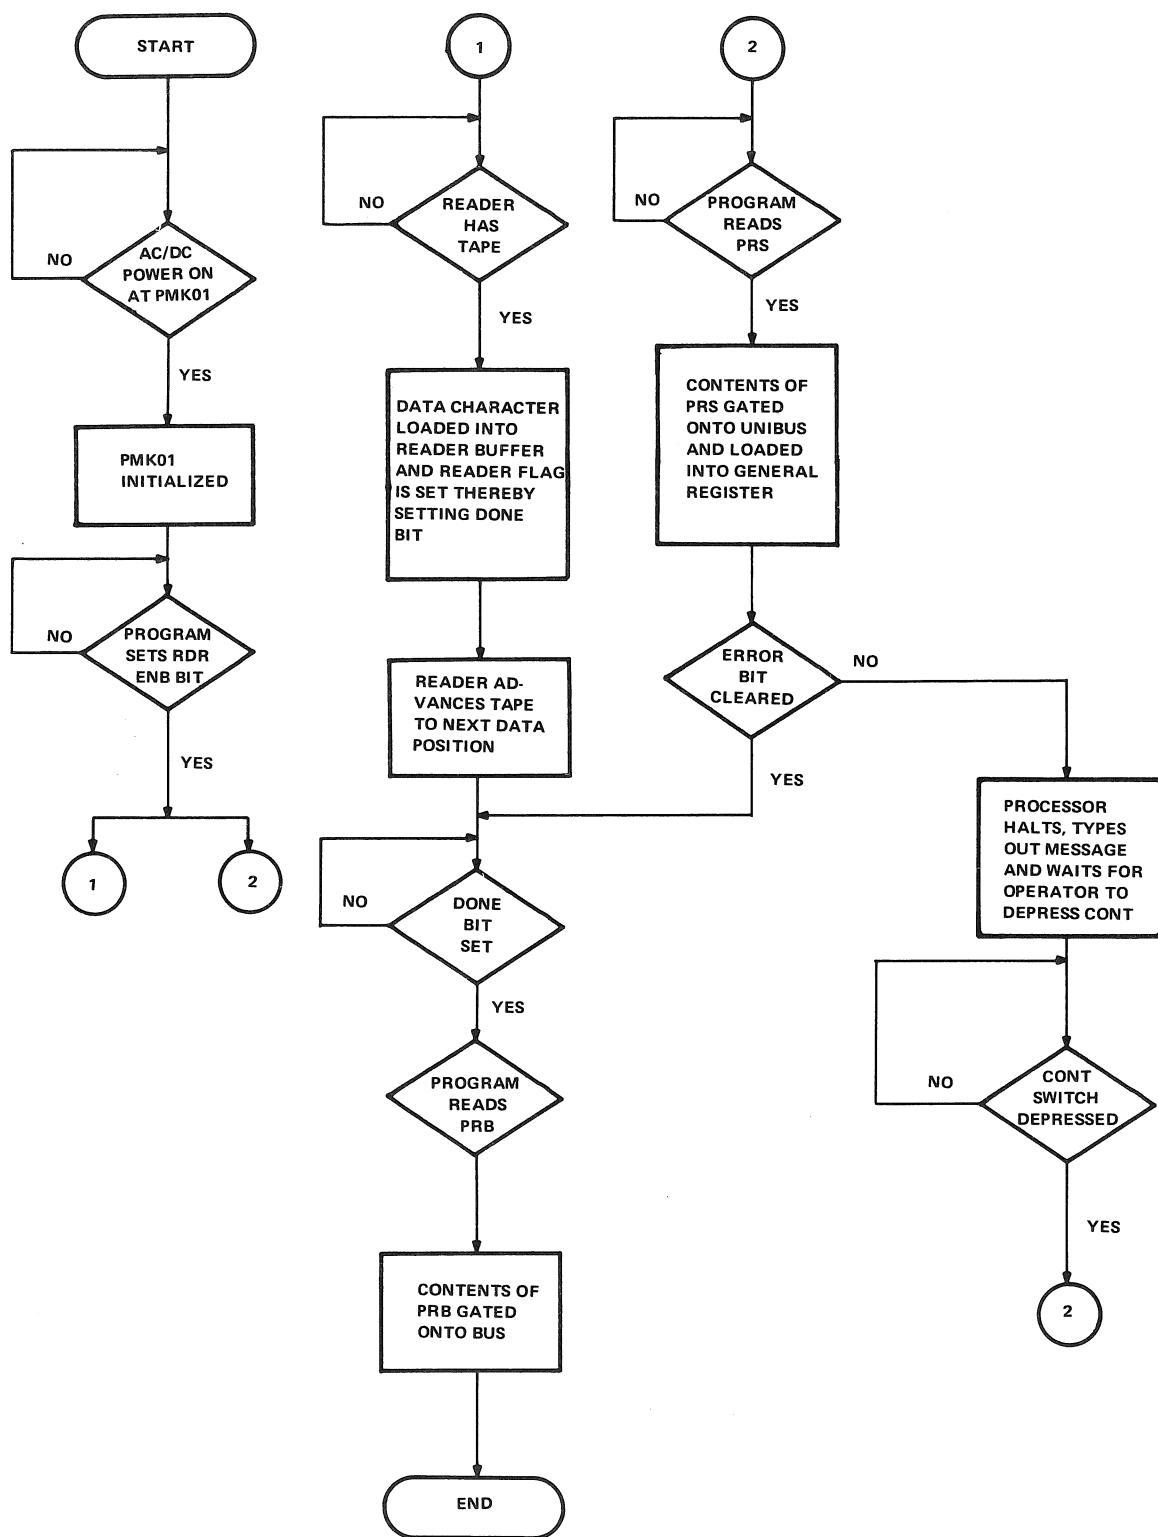 START
NO
AC/DC
POWER ON
AT PMK01
YES
PMK01
INITIALIZED
NO
PROGRAM
SETS RDR
ENB BIT
YES
1
2
1
NO
READER
HAS
TAPE
YES
DATA CHARACTER
LOADED INTO
READER BUFFER
AND READER FLAG
IS SET THEREBY
SETTING DONE
BIT
READER AD-
VANCES TAPE
TO NEXT DATA
POSITION
NO
DONE
BIT
SET
YES
PROGRAM
READS
PRB
CONTENTS OF
PRB GATED
ONTO BUS
END
2
NO
PROGRAM
READS
PRS
YES
CONTENTS OF
PRS GATED
ONTO UNIBUS
AND LOADED
INTO GENERAL
REGISTER
ERROR
BIT
CLEARED
NO
YES
PROCESSOR
HALTS, TYPES
OUT MESSAGE
AND WAITS FOR
OPERATOR TO
DEPRESS CONT
NO
CONT
SWITCH
DEPRESSED
YES
2